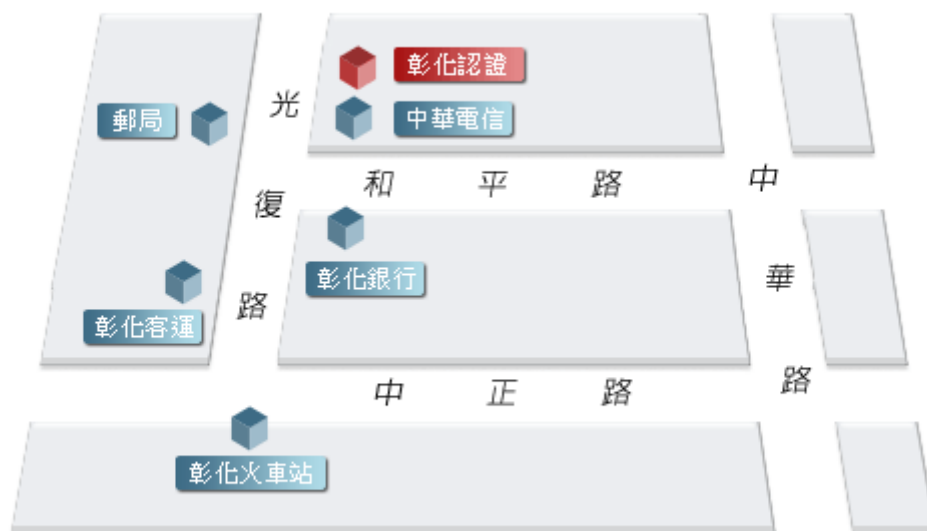 彰化認證
郵局
中華電信
光復路
和平路
中華路
彰化銀行
彰化客運
中正路
彰化火車站